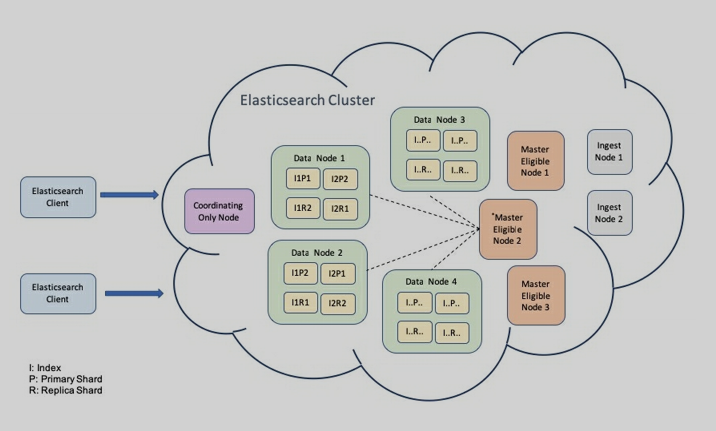 Elasticsearch Cluster
Elasticsearch
Client
Elasticsearch
Client
Coordinating
Only Node
Data Node 1
I1P1 I2P2
I1R2 I2R1
Data Node 2
I1P2 I2P1
I1R1 I2R2
Data Node 3
I..P.. I..P..
I..R.. I..R..
Data Node 4
I..P.. I..P..
I..R.. I..R..
Master
Eligible
Node 1
*Master
Eligible
Node 2
Master
Eligible
Node 3
Ingest
Node 1
Ingest
Node 2
I: Index
P: Primary Shard
R: Replica Shard